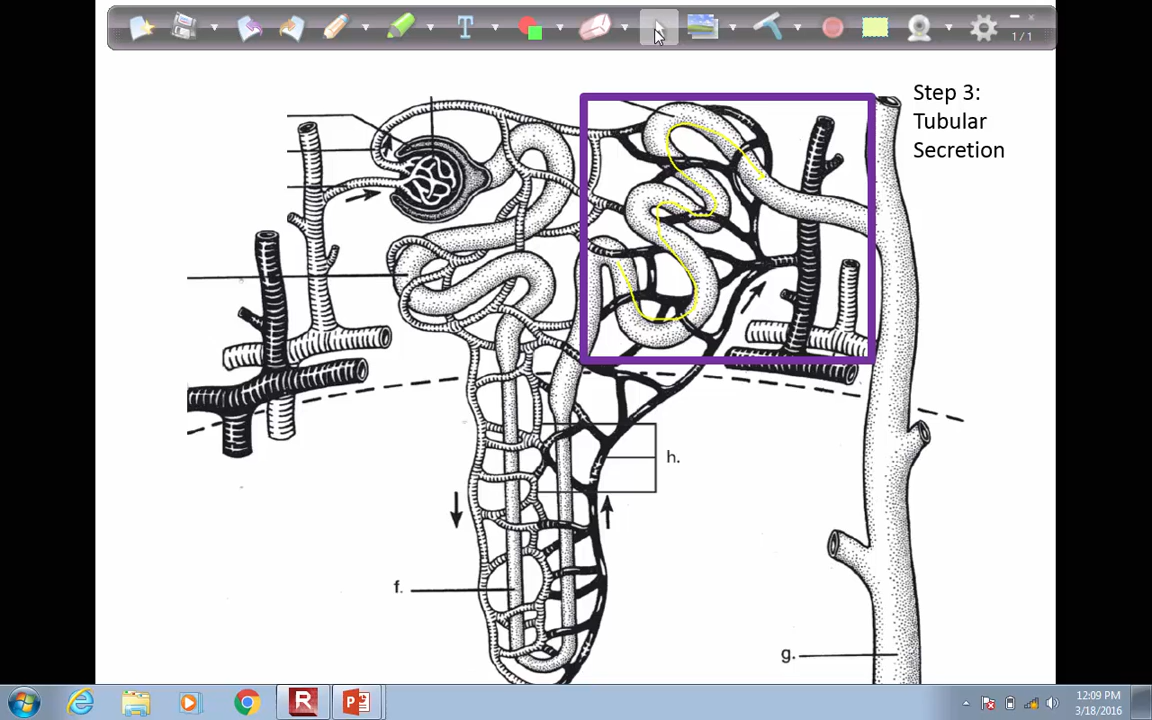 1/1
Step 3:
Tubular
Secretion
h.
f.
g.
12:09 PM
3/18/2016